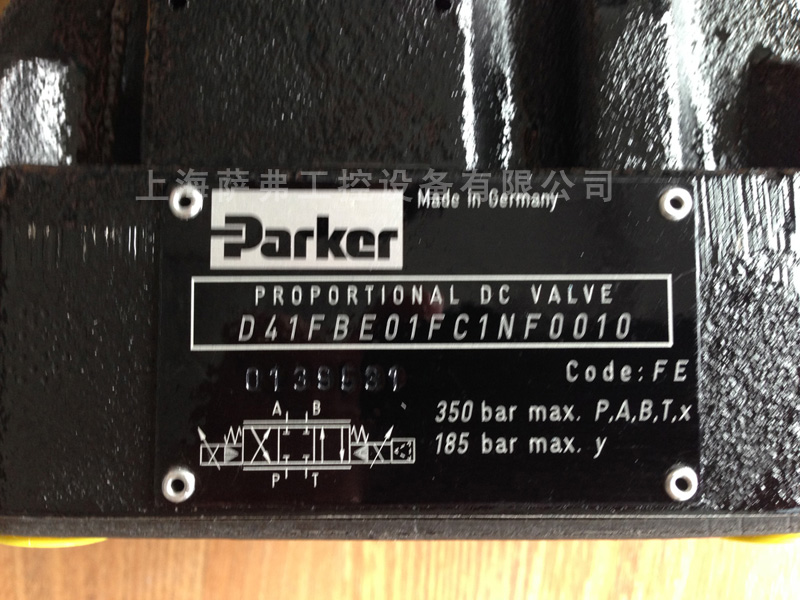 上海萨弗工控设备有限公司
Parker Made in Germany
PROPORTIONAL DC VALVE
D41FBE01FC1NF0010
Code: FE
A B
350 bar max. P,A,B,T,x
185 bar max. y
P T